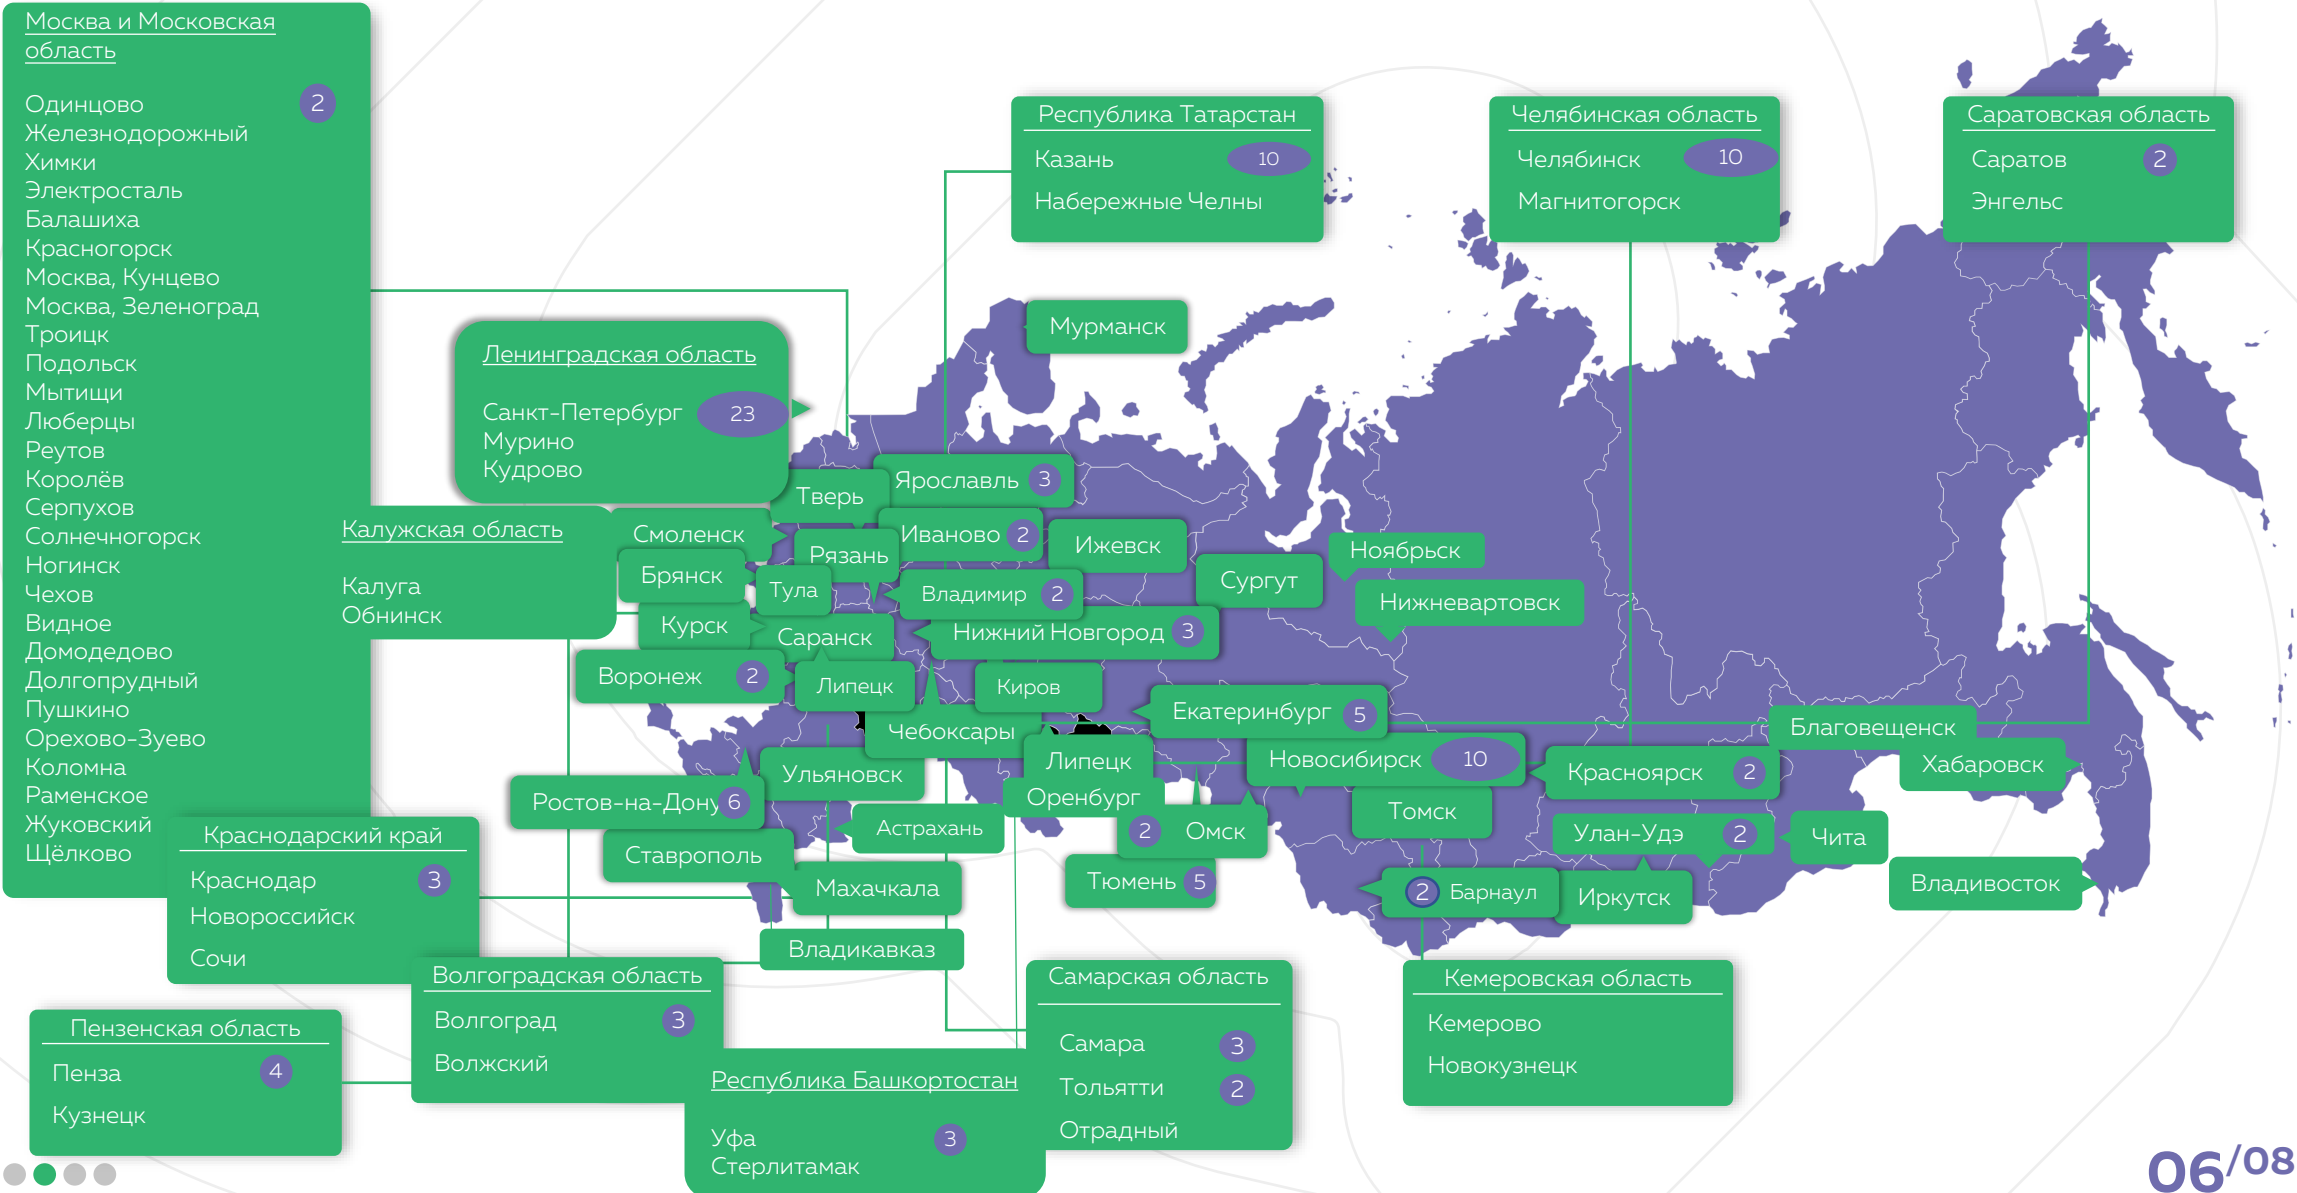 Москва и Московская
область
Одинцово 2
Железнодорожный
Химки
Электросталь
Балашиха
Красногорск
Москва, Кунцево
Москва, Зеленоград
Троицк
Подольск
Мытищи
Люберцы
Реутов
Королёв
Серпухов
Солнечногорск
Ногинск
Чехов
Видное
Домодедово
Долгопрудный
Пушкино
Орехово-Зуево
Коломна
Раменское
Жуковский
Щёлково
Республика Татарстан
Казань 10
Набережные Челны
Челябинская область
Челябинск 10
Магнитогорск
Саратовская область
Саратов 2
Энгельс
Мурманск
Ленинградская область
Санкт-Петербург 23
Мурино
Кудрово
Калужская область
Калуга
Обнинск
Тверь
Ярославль 3
Смоленск
Рязань
Иваново 2
Ижевск
Брянск
Тула
Владимир 2
Сургут
Ноябрьск
Нижневартовск
Курск
Саранск
Нижний Новгород 3
Воронеж 2
Липецк
Киров
Чебоксары
Екатеринбург 5
Благовещенск
Ульяновск
Липецк
Новосибирск 10
Красноярск 2
Хабаровск
Ростов-на-Дону 6
Оренбург
Томск
Астрахань
2 Омск
Улан-Удэ 2
Чита
Ставрополь
Махачкала
Тюмень 5
2 Барнаул
Иркутск
Владивосток
Владикавказ
Краснодарский край
Краснодар 3
Новороссийск
Сочи
Волгоградская область
Волгоград 3
Волжский
Пензенская область
Пенза 4
Кузнецк
Республика Башкортостан
Уфа 3
Стерлитамак
Самарская область
Самара 3
Тольятти 2
Отрадный
Кемеровская область
Кемерово
Новокузнецк
06/08